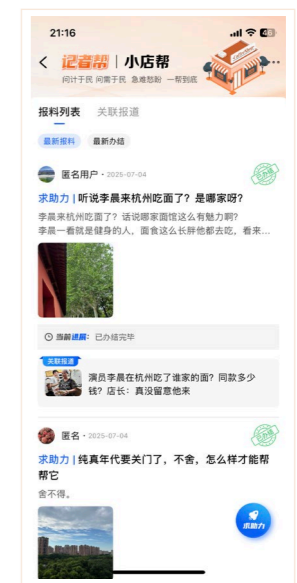 21:16
记者帮 | 小店帮
问计于民 问需于民 急难愁盼 一帮到底
报料列表 关联报道
最新报料 最新办结
匿名用户・2025-07-04
求助力 | 听说李晨来杭州吃面了？是哪家呀？
李晨来杭州吃面了？话说哪家面馆这么有魅力啊？
李晨一看就是健身的人，面食这么长胖他都去吃，看来...
当前进展：已办结完毕
关联报道
演员李晨在杭州吃了谁家的面？同款多少
钱？店长：真没留意他来
匿名・2025-07-04
求助力 | 纯真年代要关门了，不舍，怎么样才能帮
帮它
舍不得。
求助力